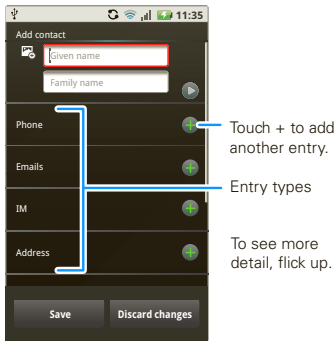 11:35
Add contact
Given name
Family name
Phone
Touch + to add
another entry.
Emails
Entry types
IM
Address
To see more
detail, flick up.
Save
Discard changes